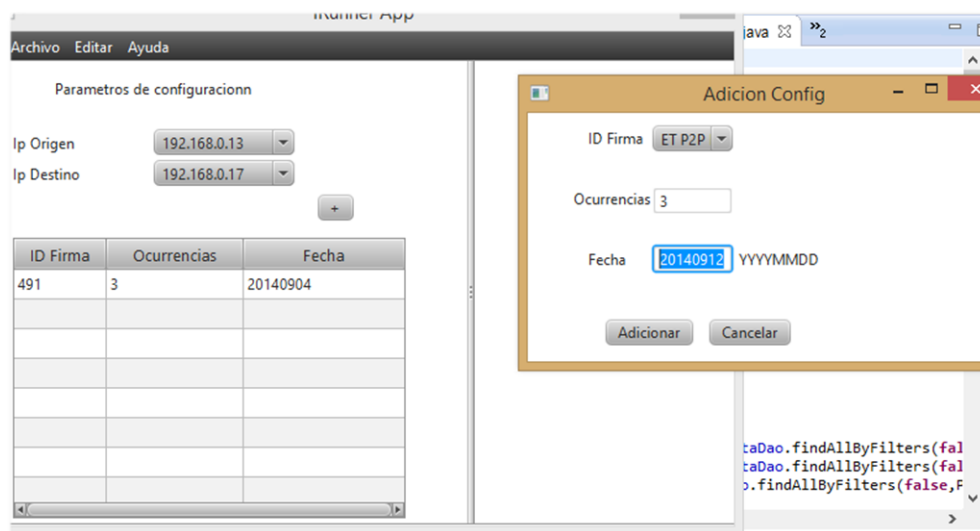 iRunner App
Archivo Editar Ayuda
Parametros de configuracionn
Ip Origen 192.168.0.13
Ip Destino 192.168.0.17
+
ID Firma Ocurrencias Fecha
491 3 20140904
java
»2
Adicion Config
ID Firma ET P2P
Ocurrencias 3
Fecha 20140912 YYYYMMDD
Adicionar Cancelar
taDao.findAllByFilters(fal
taDao.findAllByFilters(fal
o.findAllByFilters(false,F